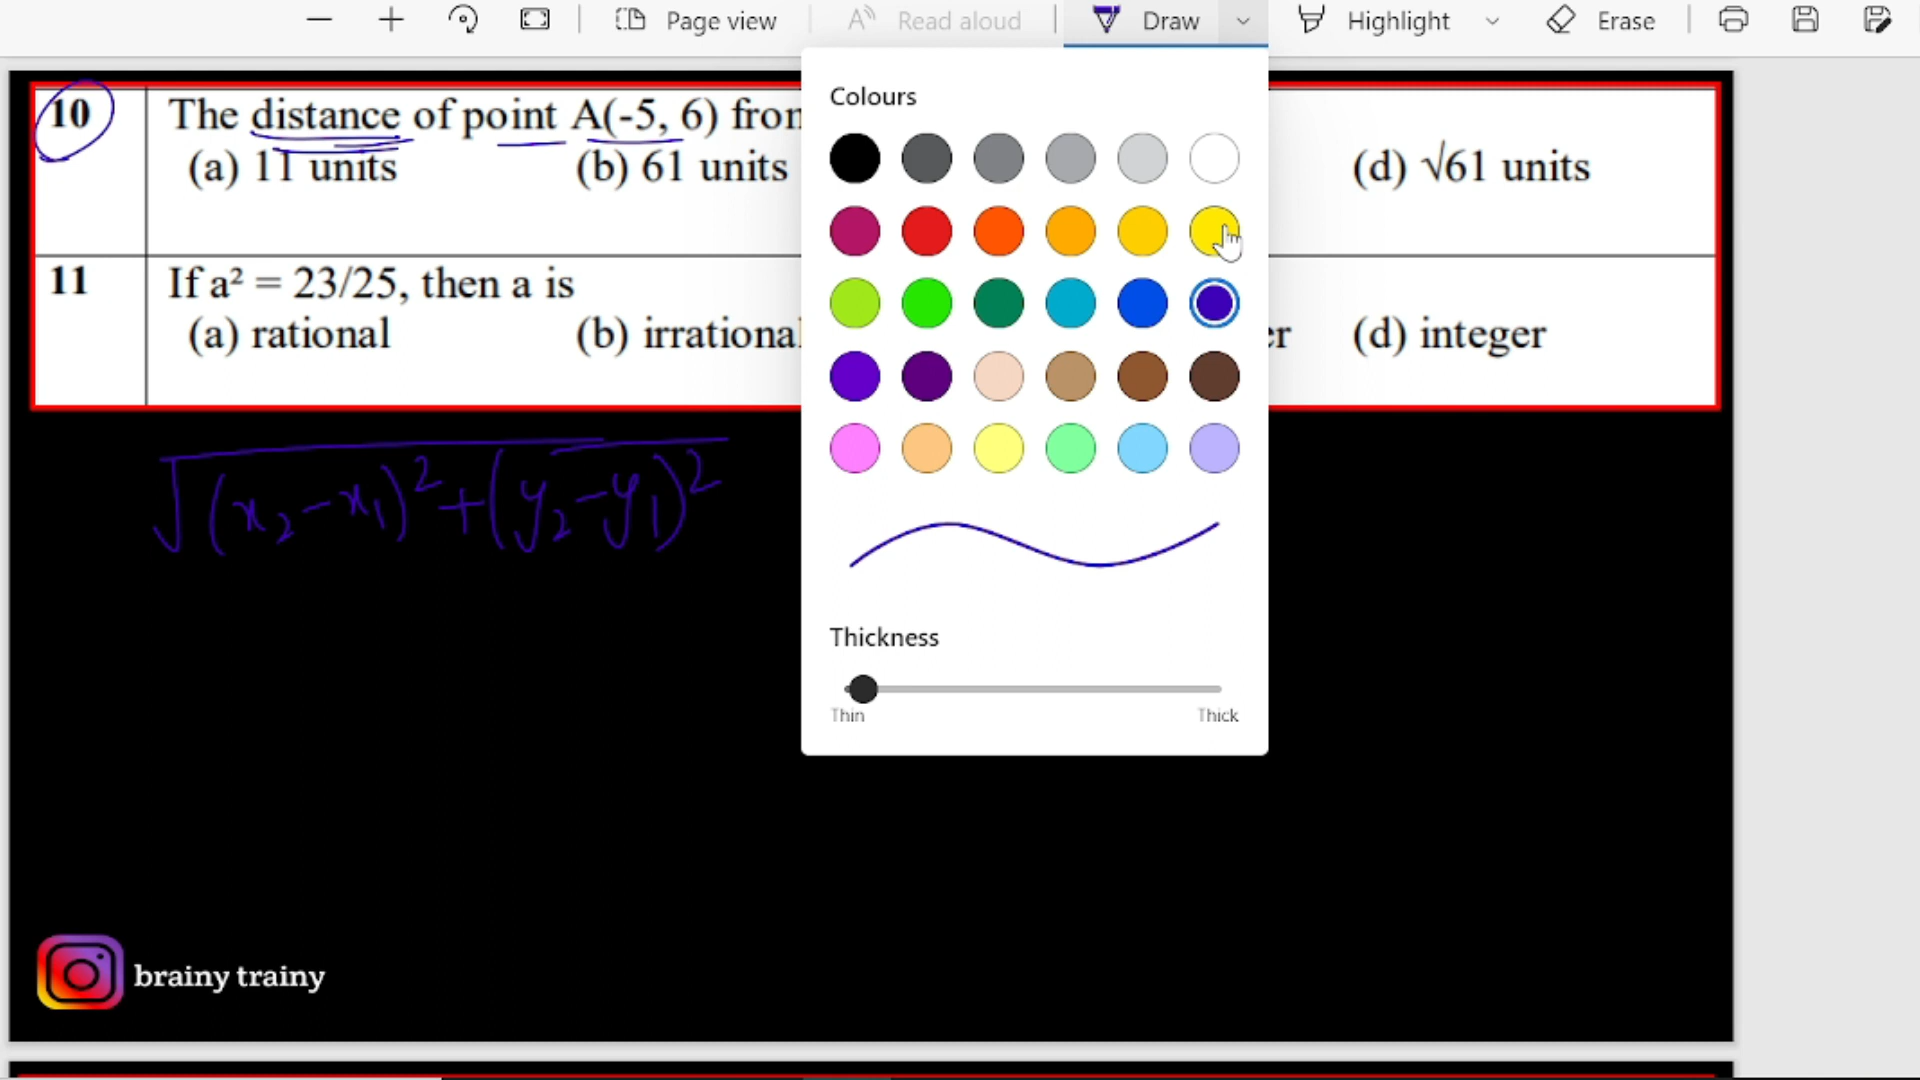 Page view Read aloud Draw Highlight Erase
10 The distance of point A(-5, 6) from
(a) 11 units (b) 61 units (d) √61 units
11 If a² = 23/25, then a is
(a) rational (b) irrational (d) integer
√(x₂-x₁)²+(y₂-y₁)²
Colours
Thickness
Thin Thick
brainy trainy